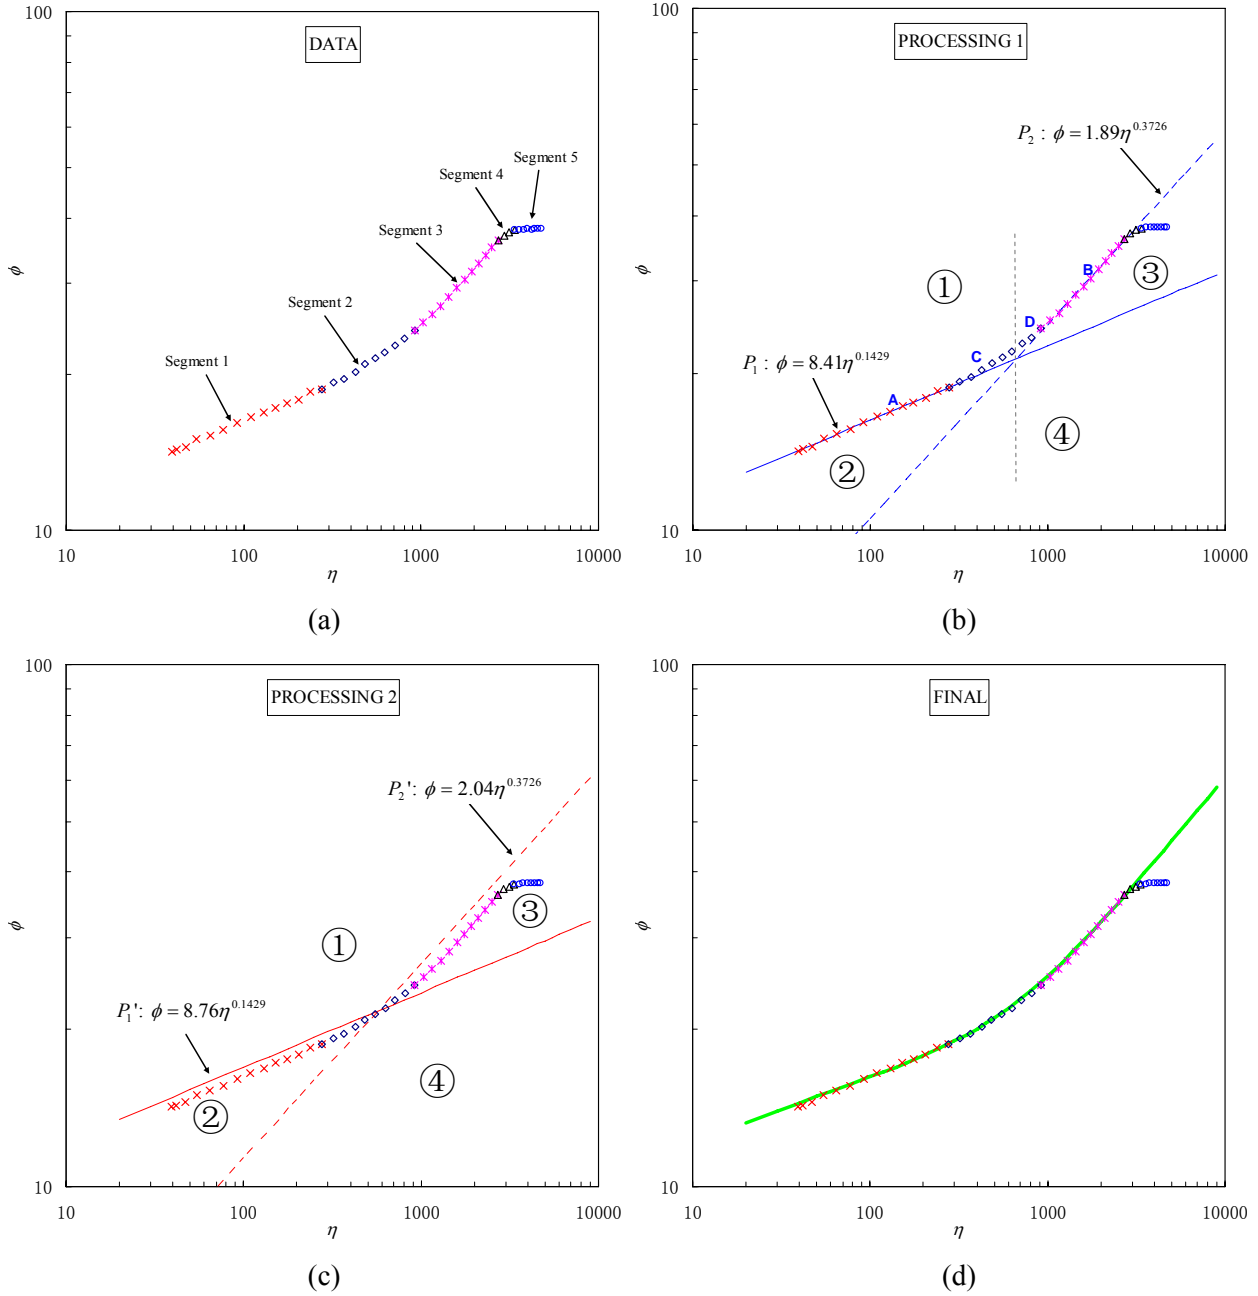 100
DATA
Segment 5
Segment 4
Segment 3
Segment 2
Segment 1
ϕ
10
10 100 1000 10000
η
(a)
100
PROCESSING 1
P₂ : ϕ = 1.89η^0.3726
B
①
③
D
C
P₁ : ϕ = 8.41η^0.1429
A
④
②
ϕ
10
10 100 1000 10000
η
(b)
100
PROCESSING 2
P₂': ϕ = 2.04η^0.3726
③
①
P₁': ϕ = 8.76η^0.1429
④
②
ϕ
10
10 100 1000 10000
η
(c)
100
FINAL
ϕ
10
10 100 1000 10000
η
(d)